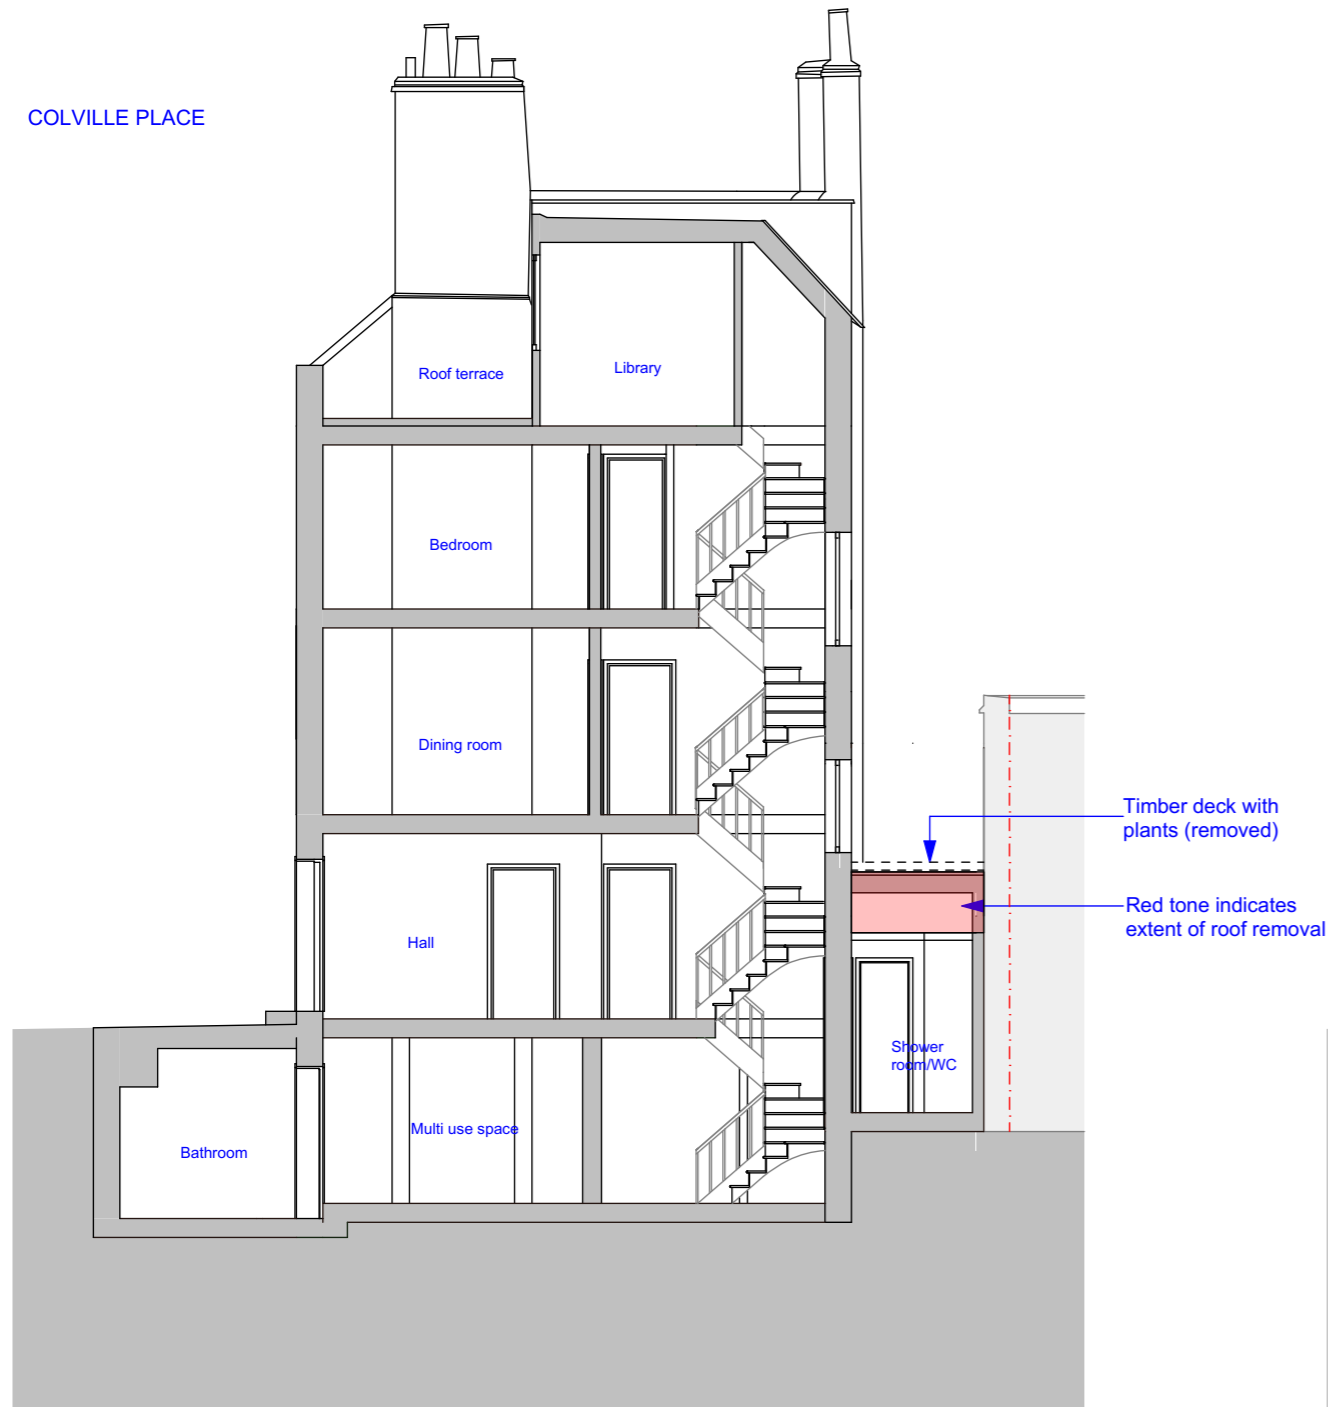 COLVILLE PLACE
Roof terrace
Library
Bedroom
Dining room
Timber deck with
plants (removed)
Red tone indicates
extent of roof removal
Hall
Shower
room/WC
Multi use space
Bathroom